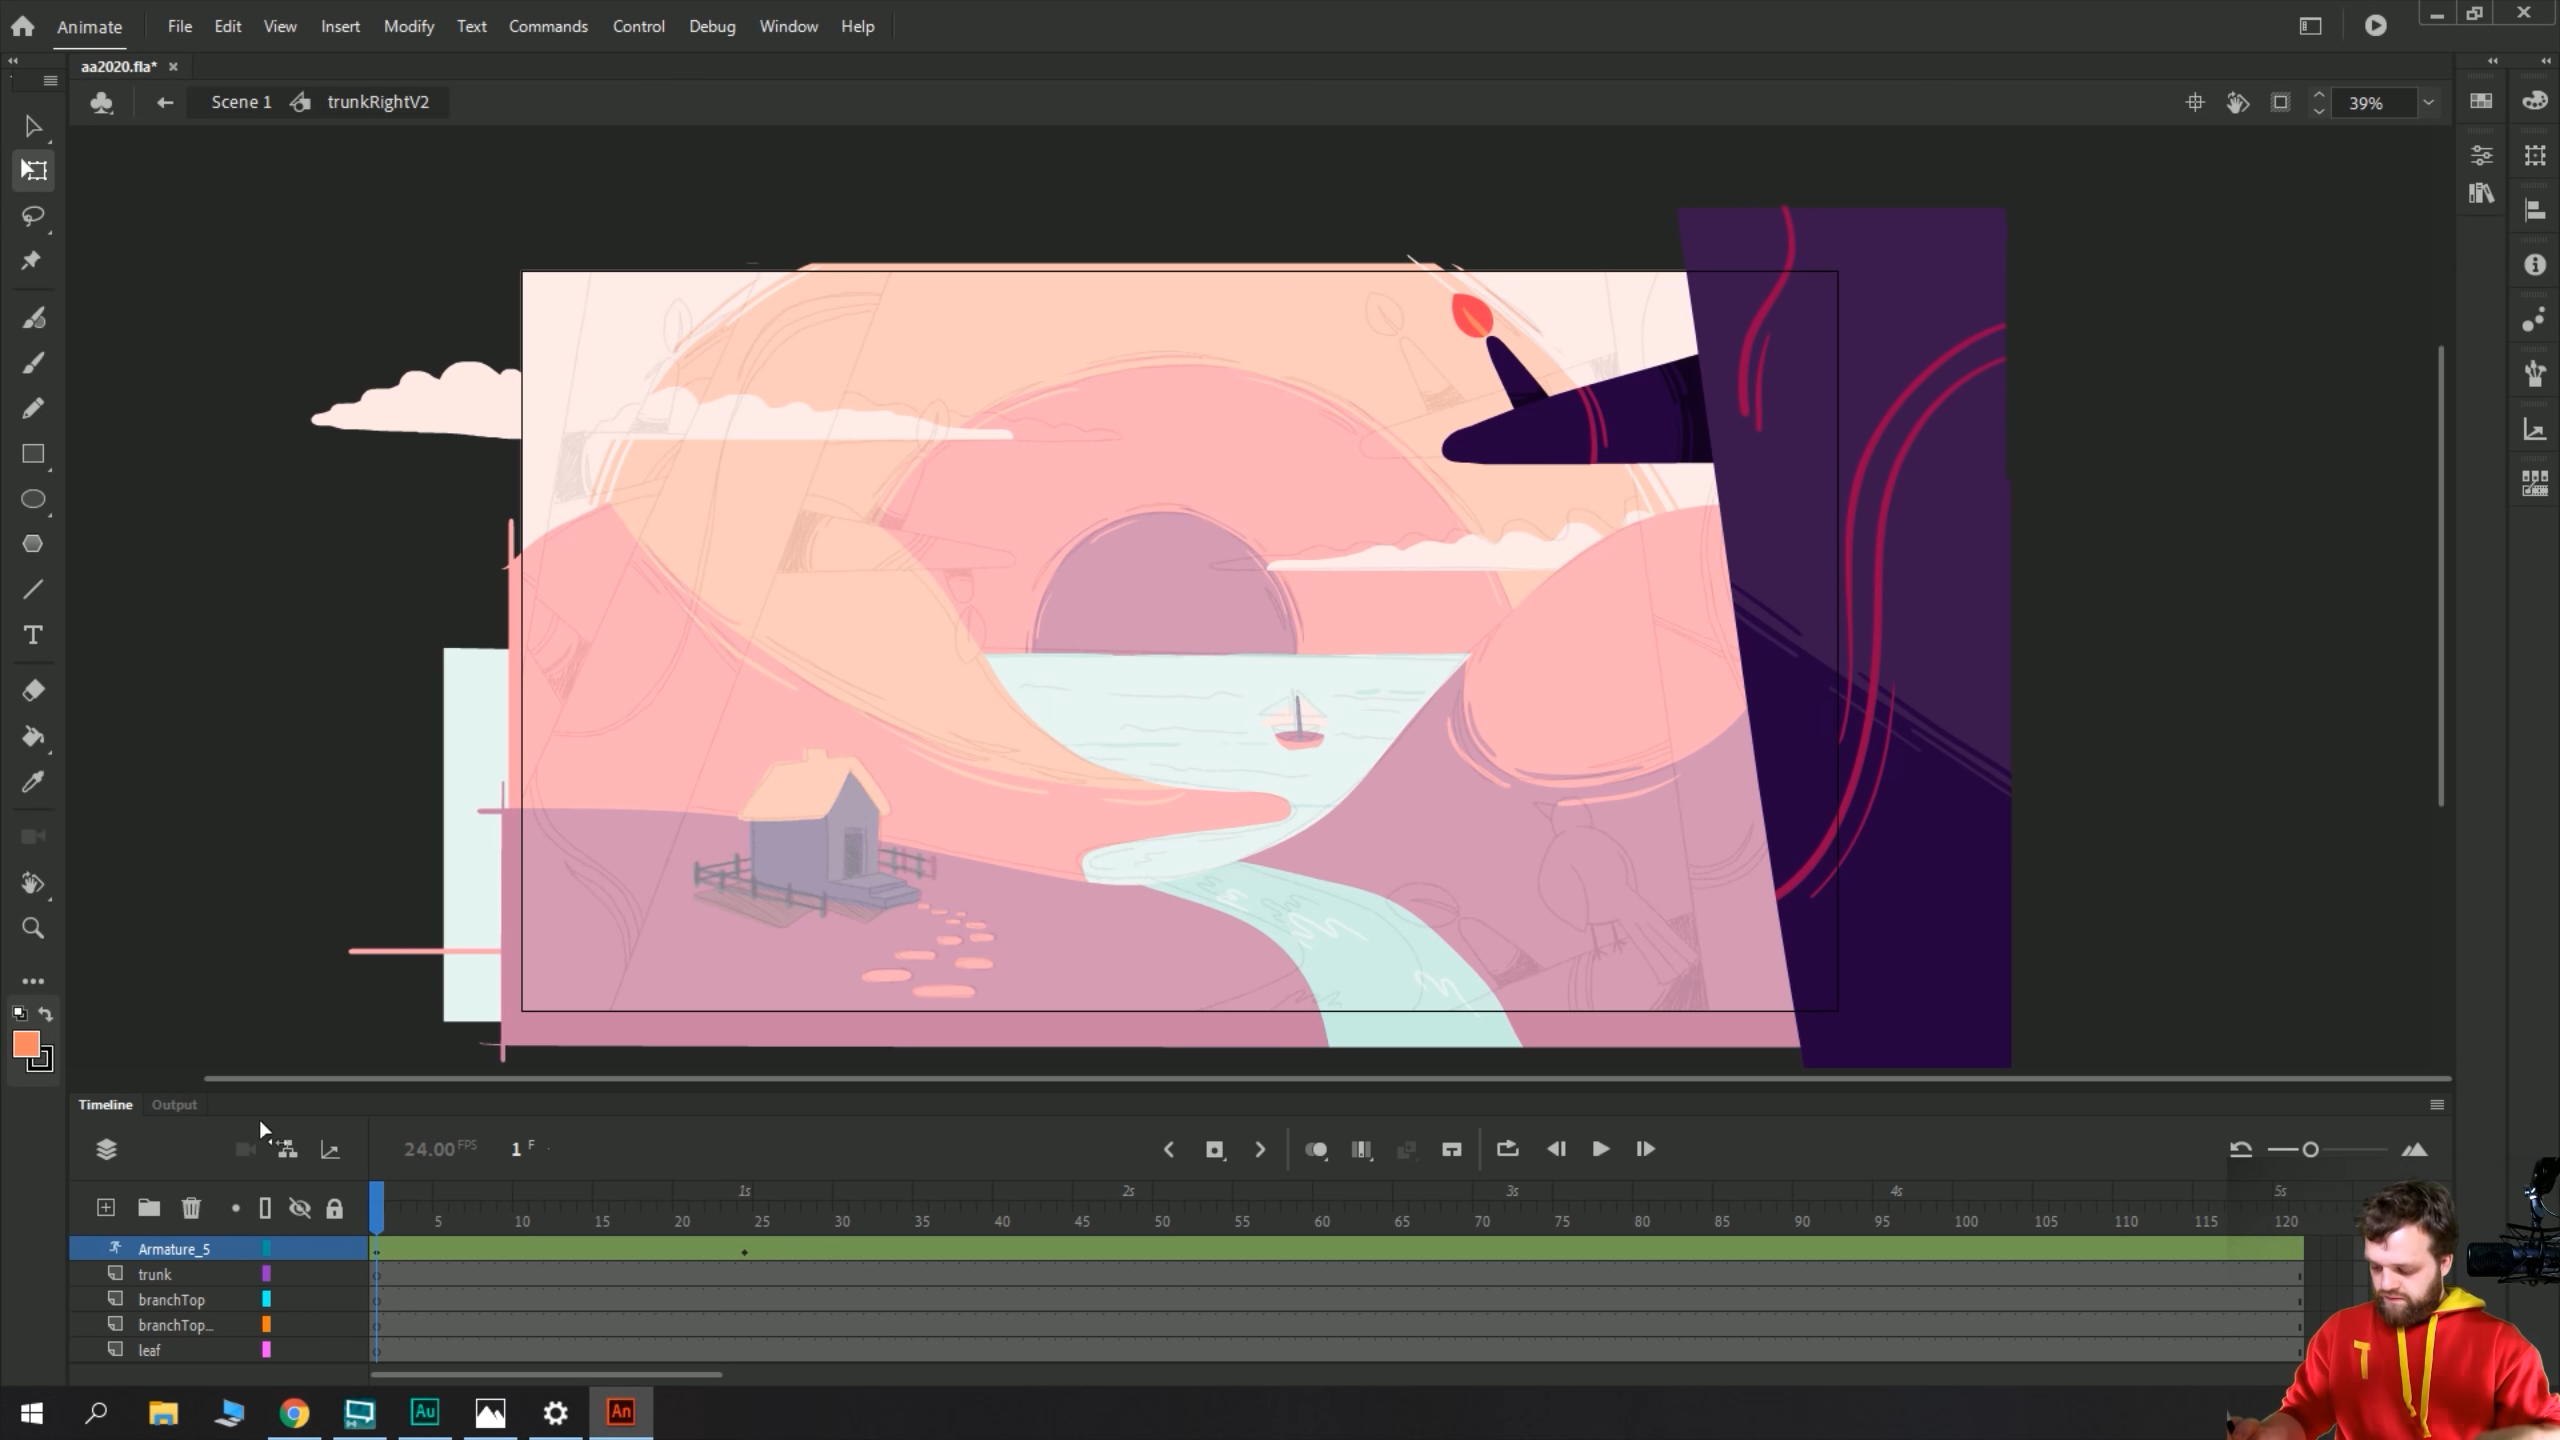 Animate File Edit View Insert Modify Text Commands Control Debug Window Help
aa2020.fla* ×
Scene 1 trunkRightV2 39%
T
Timeline Output
24.00 FPS 1 F
1s 2s 3s 4s 5s
5 10 15 20 25 30 35 40 45 50 55 60 65 70 75 80 85 90 95 100 105 110 115 120
Armature_5
trunk
branchTop
branchTop...
leaf
Au An